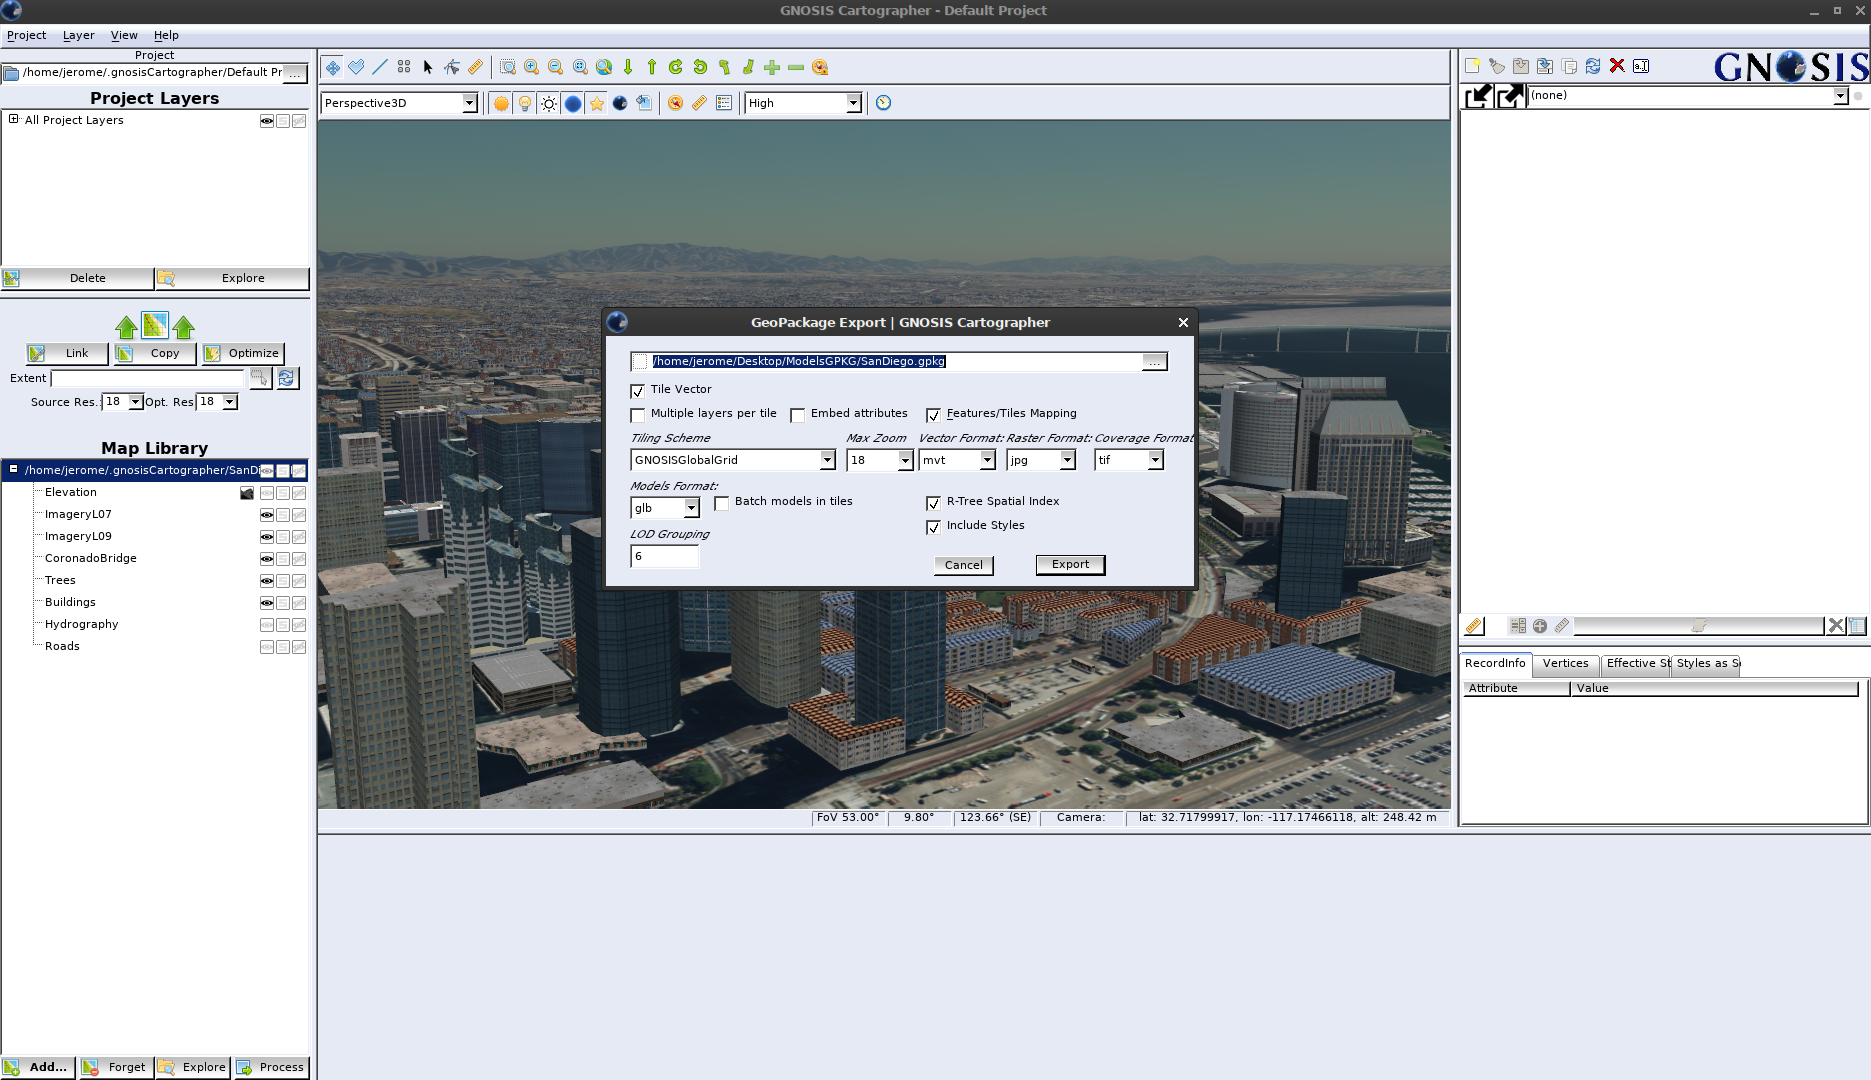 GNOSIS Cartographer - Default Project
Project Layer View Help
Project
/home/jerome/.gnosisCartographer/Default Pr ...
Project Layers
All Project Layers
Delete Explore
Link Copy Optimize
Extent
Source Res.: 18 Opt. Res 18
Map Library
/home/jerome/.gnosisCartographer/SanDi
Elevation
ImageryL07
ImageryL09
CoronadoBridge
Trees
Buildings
Hydrography
Roads
Add... Forget Explore Process
Perspective3D High
GeoPackage Export | GNOSIS Cartographer
/home/jerome/Desktop/ModelsGPKG/SanDiego.gpkg ...
Tile Vector
Multiple layers per tile Embed attributes Features/Tiles Mapping
Tiling Scheme Max Zoom Vector Format: Raster Format: Coverage Format
GNOSISGlobalGrid 18 mvt jpg tif
Models Format:
glb Batch models in tiles R-Tree Spatial Index
Include Styles
LOD Grouping
6
Cancel Export
FoV 53.00° 9.80° 123.66° (SE) Camera: lat: 32.71799917, lon: -117.17466118, alt: 248.42 m
GNOSIS
(none)
RecordInfo Vertices Effective St Styles as S
Attribute Value